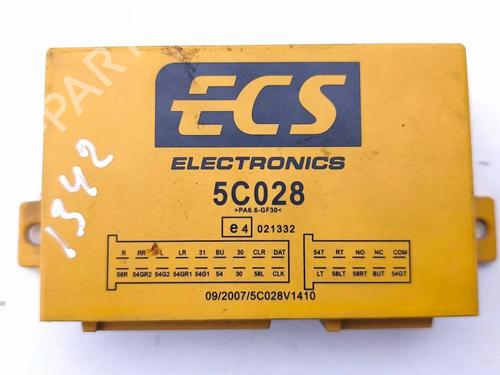 ECS
ELECTRONICS
5C028
>PA6.6-GF30<
e4 021332
R RR L LR 31 BU 30 CLR DAT
58R 54GR2 54G2 54GR1 54G1 54 30 58L CLK
54T RT NO NC COM
LT 58LT 58RT BUT 54GT
09/2007/5C028V1410
1342